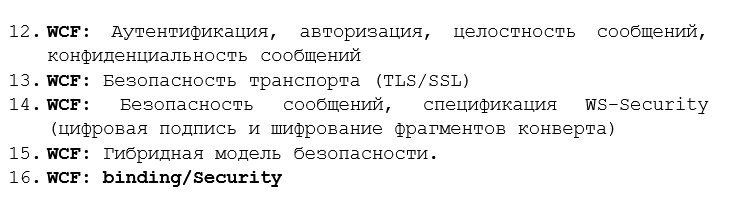 12. WCF: Аутентификация, авторизация, целостность сообщений,
конфиденциальность сообщений
13. WCF: Безопасность транспорта (TLS/SSL)
14. WCF: Безопасность сообщений, спецификация WS-Security
(цифровая подпись и шифрование фрагментов конверта)
15. WCF: Гибридная модель безопасности.
16. WCF: binding/Security